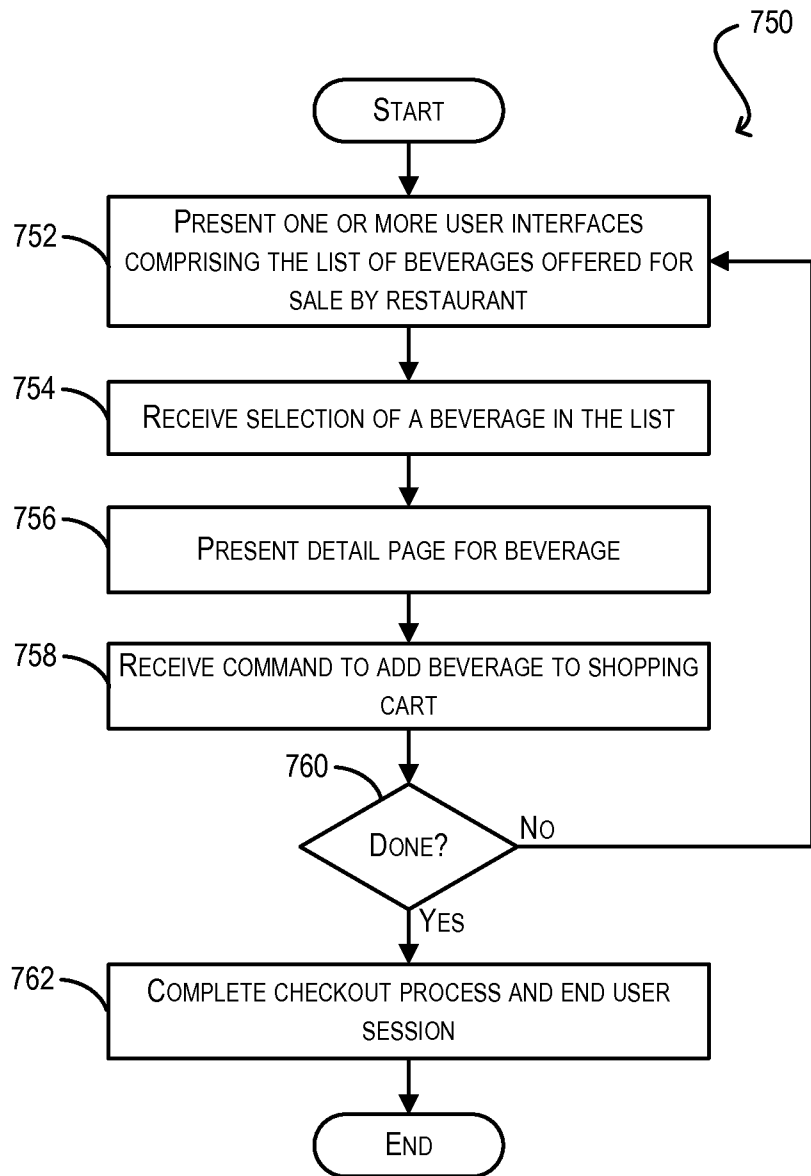 750
START
752
PRESENT ONE OR MORE USER INTERFACES
COMPRISING THE LIST OF BEVERAGES OFFERED FOR
SALE BY RESTAURANT
754
RECEIVE SELECTION OF A BEVERAGE IN THE LIST
756
PRESENT DETAIL PAGE FOR BEVERAGE
758
RECEIVE COMMAND TO ADD BEVERAGE TO SHOPPING
CART
760
DONE?
NO
YES
762
COMPLETE CHECKOUT PROCESS AND END USER
SESSION
END